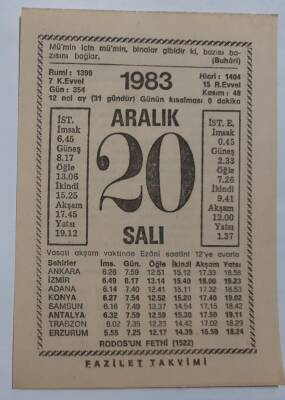 Mü'min için mü'min, binalar gibidir ki, bazısı ba-
zısını bağlar. (Buhârî)
Rumi: 1399 1983 Hicri: 1404
7 K.Evvel 15 R.Evvel
Gün: 354 Kasım: 43
12 nci ay (31 gündür) Günün kısalması 0 dakika
ARALIK
20
SALI
İST.
İmsak
6.45
Güneş
8.17
Öğle
13.06
İkindi
15.25
Akşam
17.45
Yatsı
19.12
İST. E.
İmsak
0.45
Güneş
2.33
Öğle
7.26
İkindi
9.41
Akşam
12.00
Yatsı
1.37
Vasati akşam vaktinde Ezânî saatini 12'ye ayarla
Şehirler İms. Gün. Öğle İkindi Akşam Yatsı
ANKARA 6.28 7.59 12.51 15.12 17.33 18.58
İZMİR 6.49 8.17 13.14 15.40 18.00 19.23
ADANA 6.14 7.40 12.41 15.11 17.32 18.53
KONYA 6.27 7.54 12.52 15.20 17.40 19.02
SAMSUN 6.16 7.49 12.37 14.54 17.15 18.42
ANTALYA 6.32 7.59 12.59 15.30 17.50 19.11
TRABZON 6.02 7.35 12.23 14.42 17.02 18.29
ERZURUM 5.55 7.25 12.17 14.39 16.59 18.24
RODOS'UN FETHİ (1522)
FAZİLET TAKVİMİ